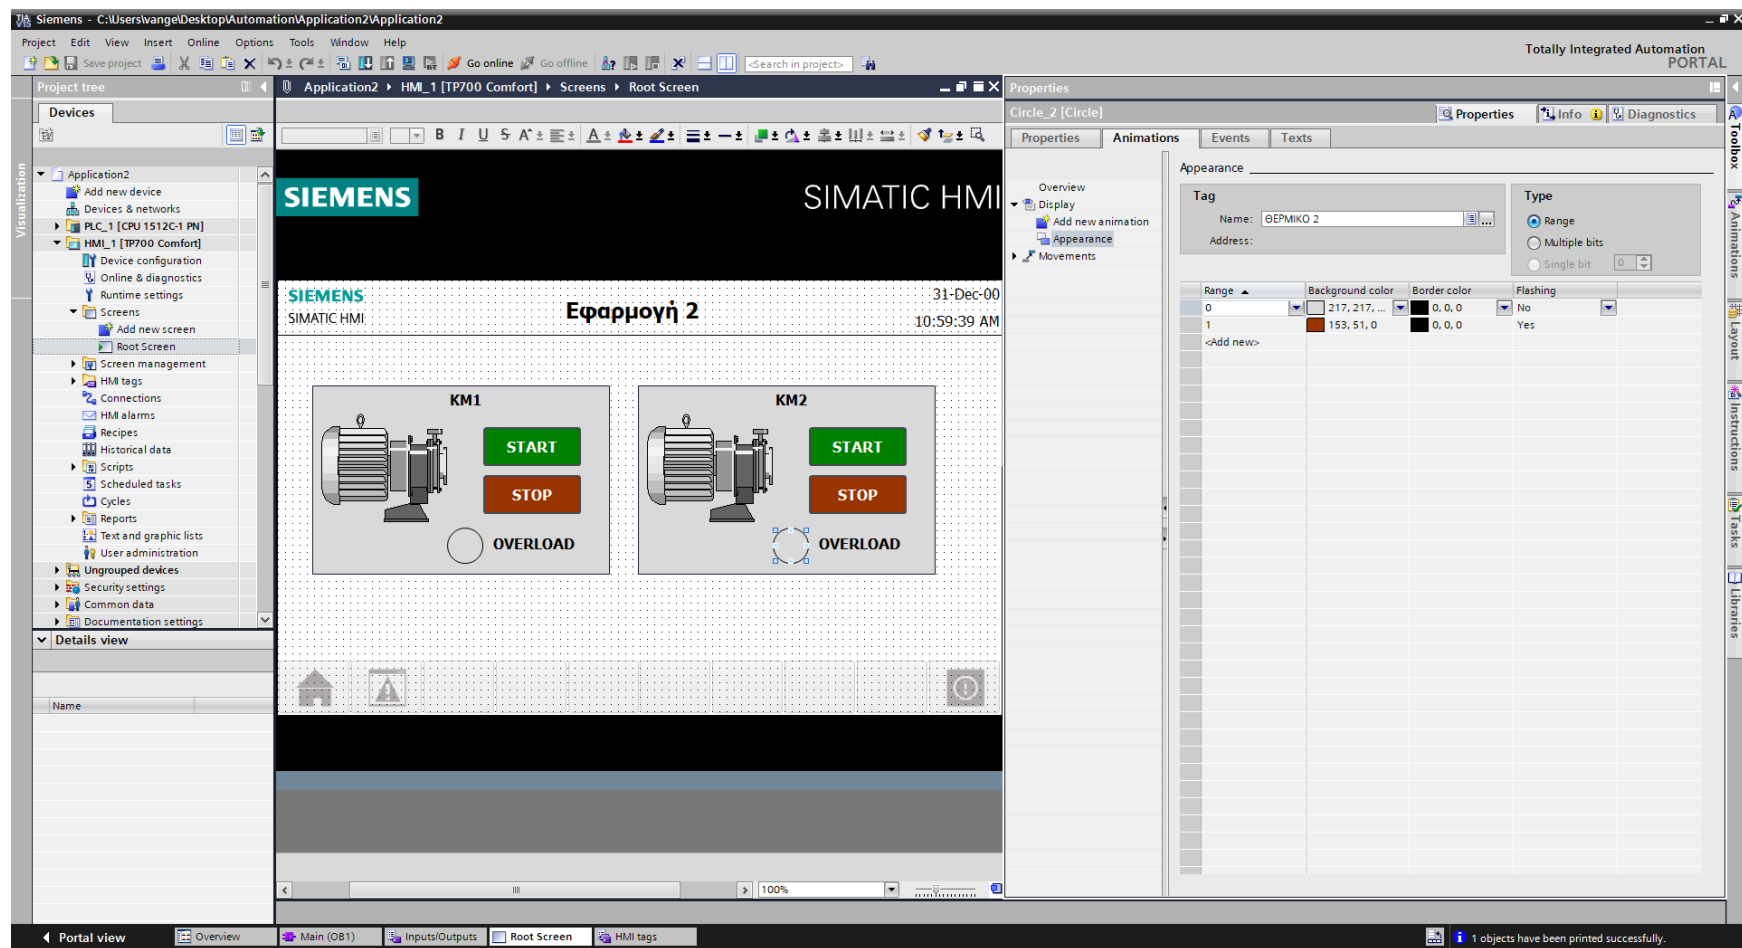 Siemens - C:\Users\vange\Desktop\Automation\Application2\Application2
Project Edit View Insert Online Options Tools Window Help
Totally Integrated Automation
PORTAL
Save project Go online Go offline <Search in project>
Project tree
Devices
Visualization
Application2
Add new device
Devices & networks
PLC_1 [CPU 1512C-1 PN]
HMI_1 [TP700 Comfort]
Device configuration
Online & diagnostics
Runtime settings
Screens
Add new screen
Root Screen
Screen management
HMI tags
Connections
HMI alarms
Recipes
Historical data
Scripts
Scheduled tasks
Cycles
Reports
Text and graphic lists
User administration
Ungrouped devices
Security settings
Common data
Documentation settings
Details view
Name
Application2 HMI_1 [TP700 Comfort] Screens Root Screen
B I U S A A
SIEMENS SIMATIC HMI
SIEMENS
SIMATIC HMI
Εφαρμογή 2
31-Dec-00
10:59:39 AM
KM1
START
STOP
OVERLOAD
KM2
START
STOP
OVERLOAD
100%
Properties
Circle_2 [Circle]
Properties Info Diagnostics
Properties Animations Events Texts
Overview
Display
Add new animation
Appearance
Movements
Appearance
Tag
Name: ΘΕΡΜΙΚΟ 2
Address:
Type
Range
Multiple bits
Single bit 0
Range Background color Border color Flashing
0 217, 217, ... 0, 0, 0 No
1 153, 51, 0 0, 0, 0 Yes
<Add new>
Toolbox
Animations
Layout
Instructions
Tasks
Libraries
Portal view Overview Main (OB1) Inputs/Outputs Root Screen HMI tags
1 objects have been printed successfully.